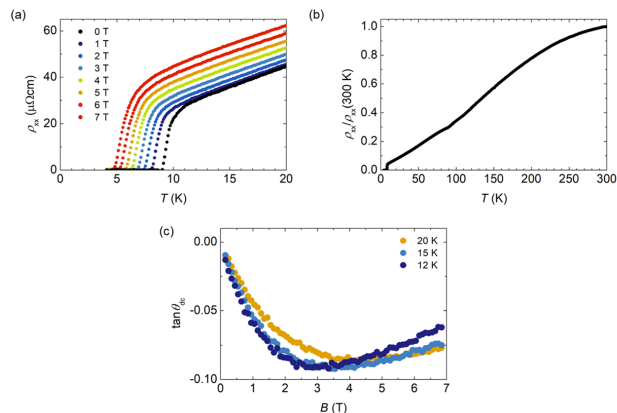 (a)
60
40
20
0
ρxx (μΩcm)
0 T
1 T
2 T
3 T
4 T
5 T
6 T
7 T
0
5
10
15
20
T (K)
(b)
1.0
0.8
0.6
0.4
0.2
0.0
ρxx/ρxx(300 K)
0
50
100
150
200
250
300
T (K)
(c)
0.00
-0.05
-0.10
tanθdc
20 K
15 K
12 K
0
1
2
3
4
5
6
7
B (T)